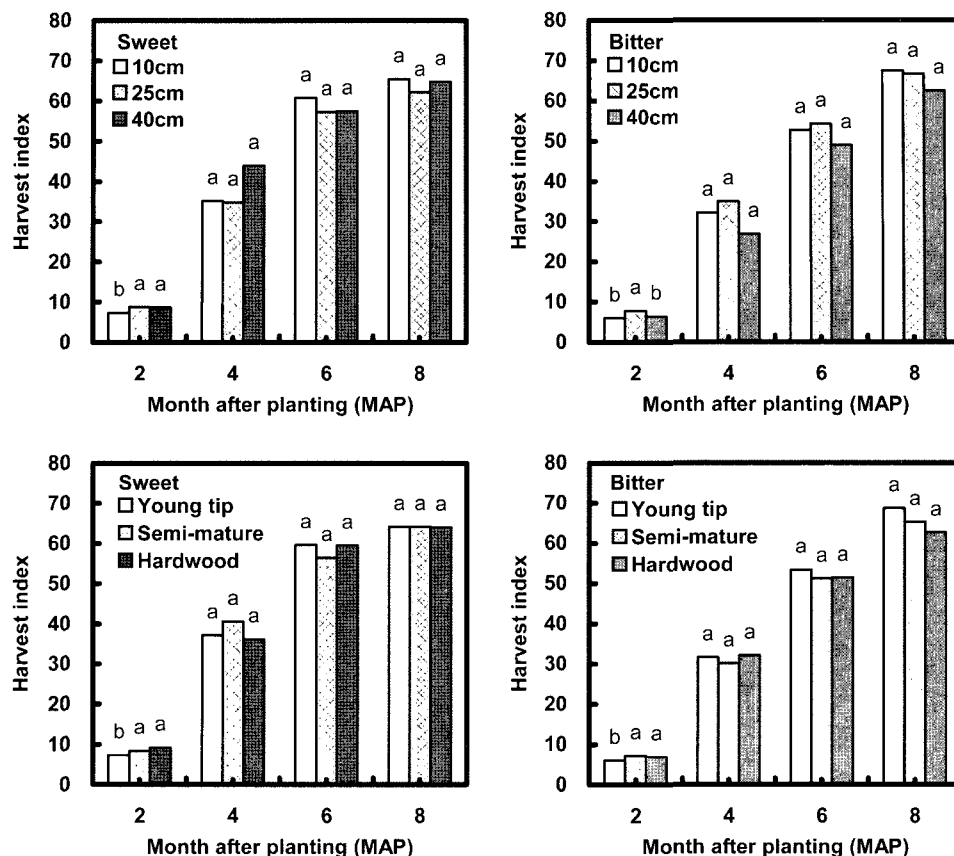 Sweet
10cm
25cm
40cm
Harvest index
80
70
60
50
40
30
20
10
0
b a a
a a a
a a a
a a a
2 4 6 8
Month after planting (MAP)
Bitter
10cm
25cm
40cm
Harvest index
80
70
60
50
40
30
20
10
0
b a b
a a a
a a a
a a a
2 4 6 8
Month after planting (MAP)
Sweet
Young tip
Semi-mature
Hardwood
Harvest index
80
70
60
50
40
30
20
10
0
b a a
a a a
a a a
a a a
2 4 6 8
Month after planting (MAP)
Bitter
Young tip
Semi-mature
Hardwood
Harvest index
80
70
60
50
40
30
20
10
0
b a a
a a a
a a a
a a a
2 4 6 8
Month after planting (MAP)